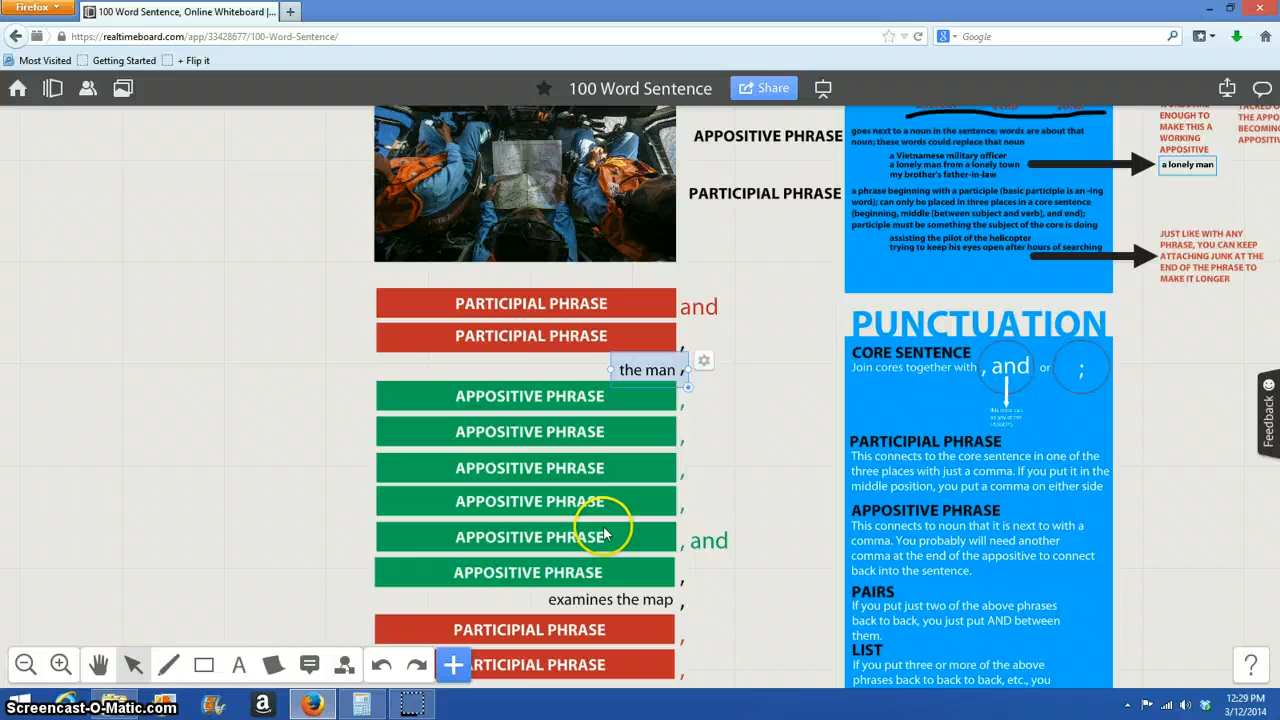 Firefox
100 Word Sentence, Online Whiteboard |...
https://realtimeboard.com/app/33428677/100-Word-Sentence/
Google
Most Visited
Getting Started
+ Flip it
100 Word Sentence
Share
APPOSITIVE PHRASE
PARTICIPIAL PHRASE
goes next to a noun in the sentence; words are about that
noun; these words could replace that noun
a Vietnamese military officer
a lonely man from a lonely town
my brother's father-in-law
a phrase beginning with a participle (basic participle is an -ing
word); can only be placed in three places in a core sentence
(beginning, middle [between subject and verb], and end);
participle must be something the subject of the core is doing
assisting the pilot of the helicopter
trying to keep his eyes open after hours of searching
ENOUGH TO
MAKE THIS A
WORKING
APPOSITIVE
a lonely man
TACKED O
THE APPO
BECOMING
APPOSITIV
JUST LIKE WITH ANY
PHRASE, YOU CAN KEEP
ATTACHING JUNK AT THE
END OF THE PHRASE TO
MAKE IT LONGER
PARTICIPIAL PHRASE and
PARTICIPIAL PHRASE ,
the man ,
APPOSITIVE PHRASE ,
APPOSITIVE PHRASE ,
APPOSITIVE PHRASE ,
APPOSITIVE PHRASE ,
APPOSITIVE PHRASE , and
APPOSITIVE PHRASE ,
examines the map ,
PARTICIPIAL PHRASE ,
RTICIPIAL PHRASE ,
PUNCTUATION
CORE SENTENCE
Join cores together with , and or ;
PARTICIPIAL PHRASE
This connects to the core sentence in one of the
three places with just a comma. If you put it in the
middle position, you put a comma on either side
APPOSITIVE PHRASE
This connects to noun that it is next to with a
comma. You probably will need another
comma at the end of the appositive to connect
back into the sentence.
PAIRS
If you put just two of the above phrases
back to back, you just put AND between
them.
LIST
If you put three or more of the above
phrases back to back to back, etc., you
Feedback
A
?
Screencast-O-Matic.com
12:29 PM
3/12/2014